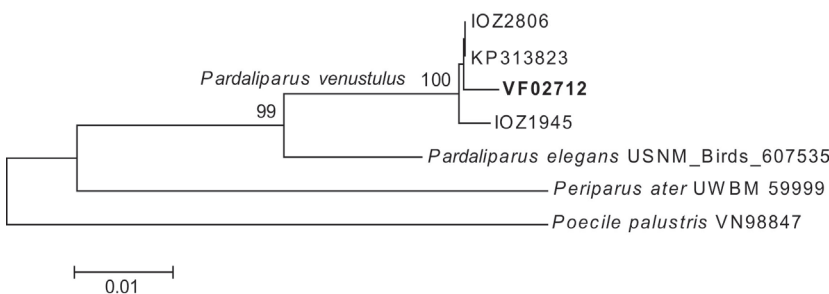 IOZ2806
KP313823
Pardaliparus venustulus 100
VF02712
99
IOZ1945
Pardaliparus elegans USNM_Birds_607535
Periparus ater UWBM 59999
Poecile palustris VN98847
0.01